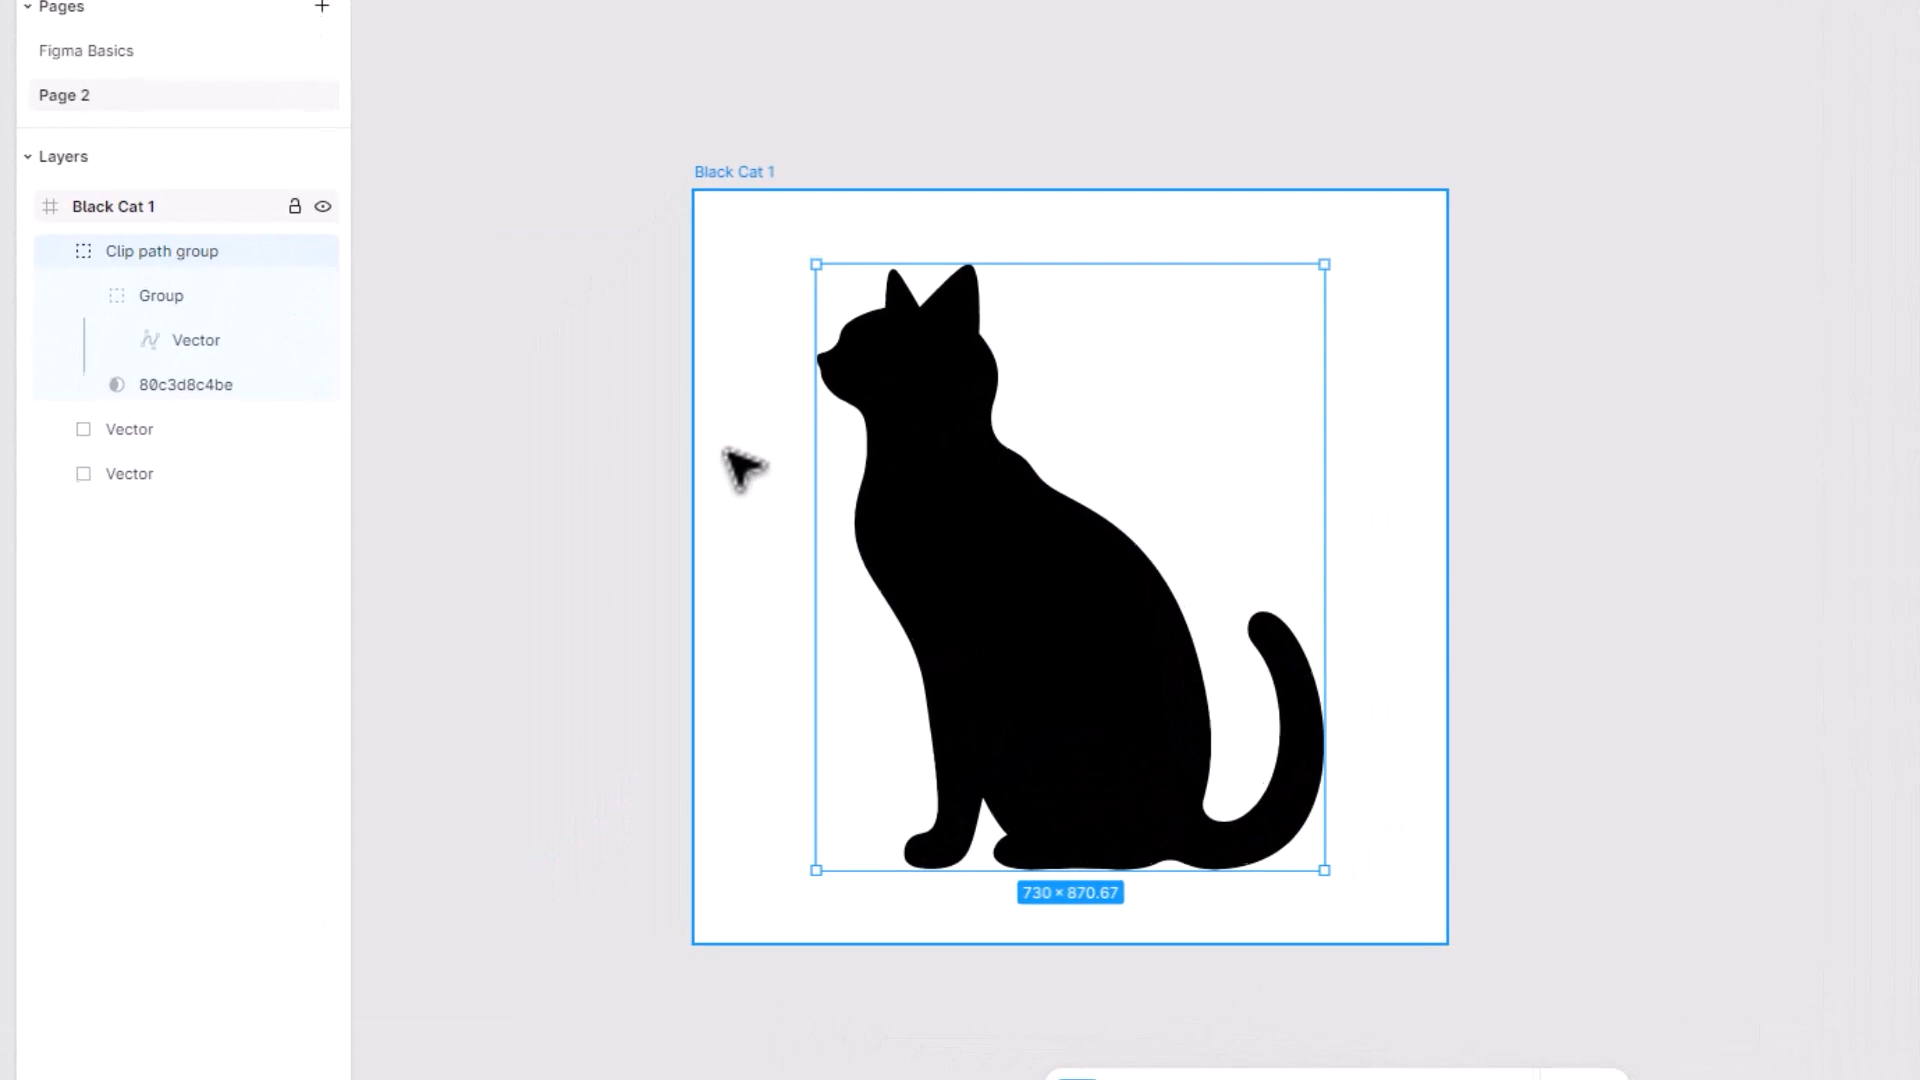 Pages
Figma Basics
Page 2
Layers
Black Cat 1
Clip path group
Group
Vector
80c3d8c4be
Vector
Vector
Black Cat 1
730 × 870.67